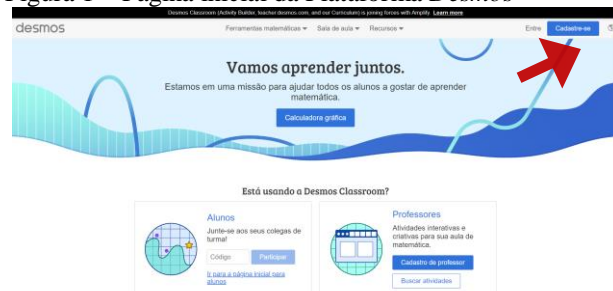 Figura 1 – Página inicial da Plataforma Desmos
Desmos Classroom (Activity Builder, teacher.desmos.com, and our Curriculum) is joining forces with Amplify. Learn more
desmos
Ferramentas matemáticas ▾ Sala de aula ▾ Recursos ▾
Entre
Cadastre-se
Vamos aprender juntos.
Estamos em uma missão para ajudar todos os alunos a gostar de aprender
matemática.
Calculadora gráfica
Está usando a Desmos Classroom?
Alunos
Junte-se aos seus colegas de
turma!
Código
Participar
Ir para a página inicial para
alunos
Professores
Atividades interativas e
criativas para sua aula de
matemática.
Cadastro de professor
Buscar atividades